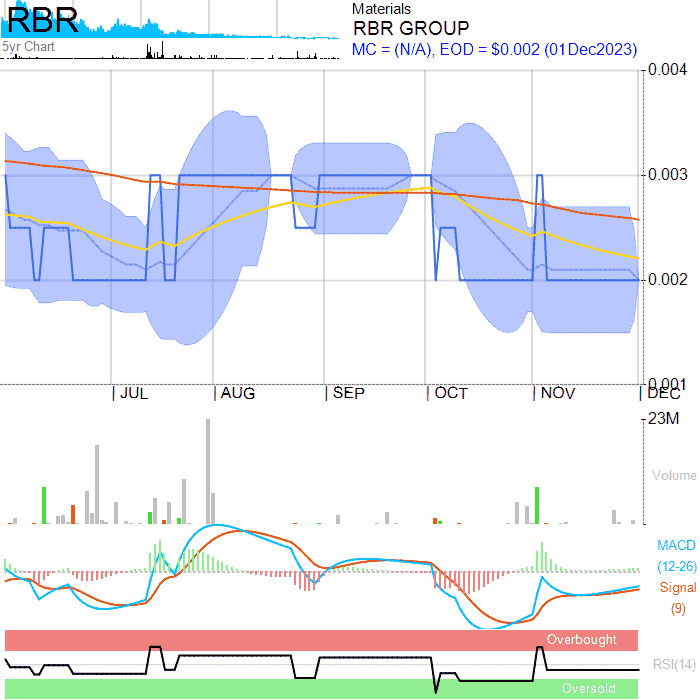 RBR
5yr Chart
Materials
RBR GROUP
MC = (N/A), EOD = $0.002 (01Dec2023)
0.004
0.003
0.002
0.001
JUL AUG SEP OCT NOV DEC
23M
Volume
MACD
(12-26)
Signal
(9)
Overbought
RSI(14)
Oversold